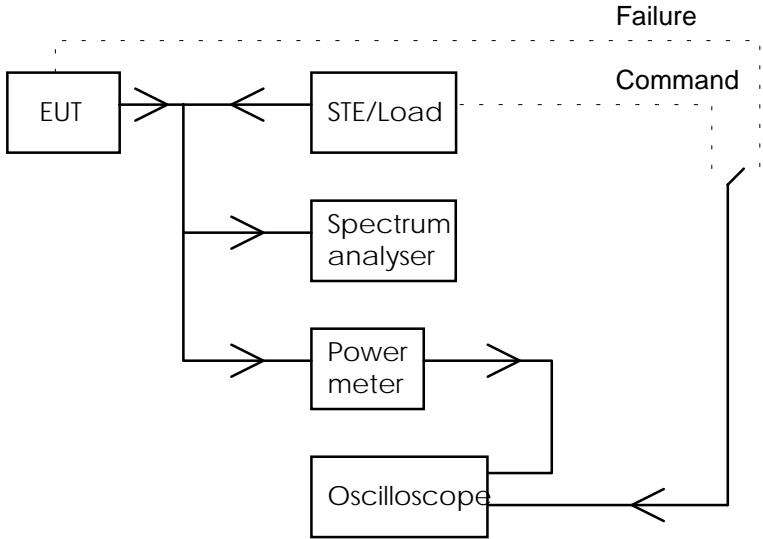 Failure
Command
EUT
STE/Load
Spectrum
analyser
Power
meter
Oscilloscope